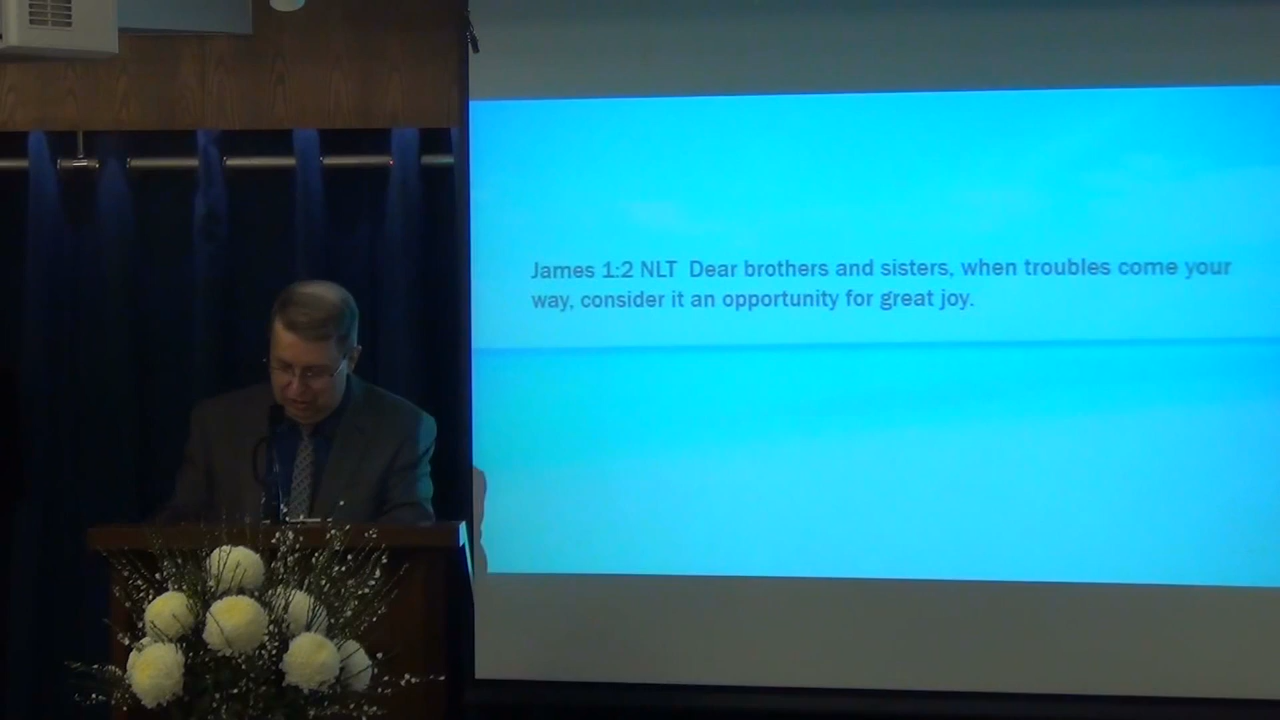 James 1:2 NLT  Dear brothers and sisters, when troubles come your
way, consider it an opportunity for great joy.